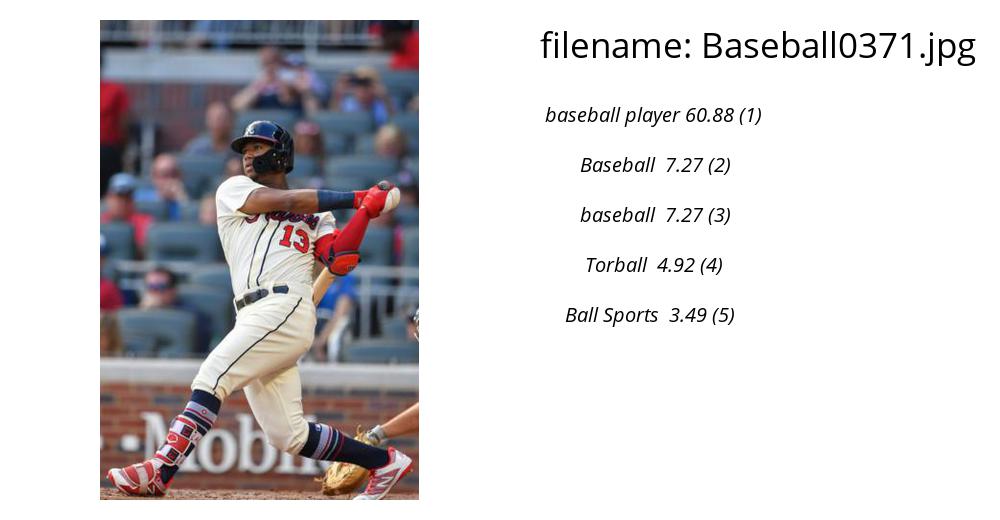 filename: Baseball0371.jpg
baseball player 60.88 (1)
Baseball 7.27 (2)
baseball 7.27 (3)
Torball 4.92 (4)
Ball Sports 3.49 (5)
13
Mobil